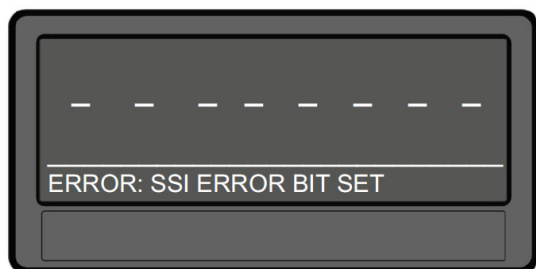 – – – – – – – –
ERROR: SSI ERROR BIT SET